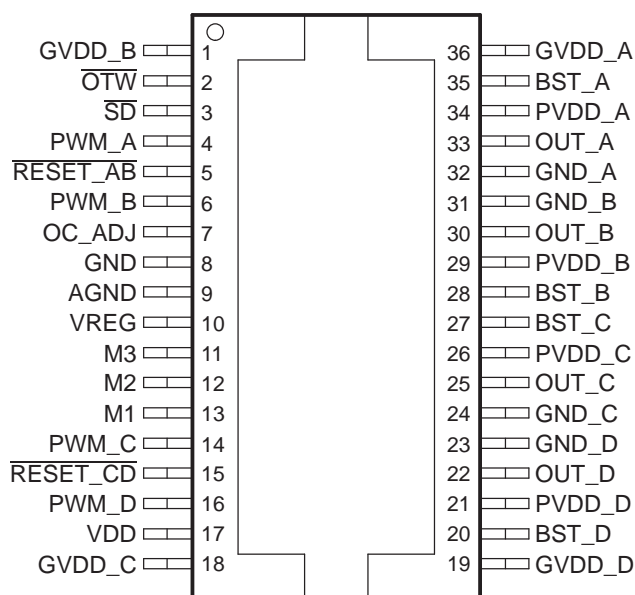 GVDD_B 1 36 GVDD_A
OTW 2 35 BST_A
SD 3 34 PVDD_A
PWM_A 4 33 OUT_A
RESET_AB 5 32 GND_A
PWM_B 6 31 GND_B
OC_ADJ 7 30 OUT_B
GND 8 29 PVDD_B
AGND 9 28 BST_B
VREG 10 27 BST_C
M3 11 26 PVDD_C
M2 12 25 OUT_C
M1 13 24 GND_C
PWM_C 14 23 GND_D
RESET_CD 15 22 OUT_D
PWM_D 16 21 PVDD_D
VDD 17 20 BST_D
GVDD_C 18 19 GVDD_D